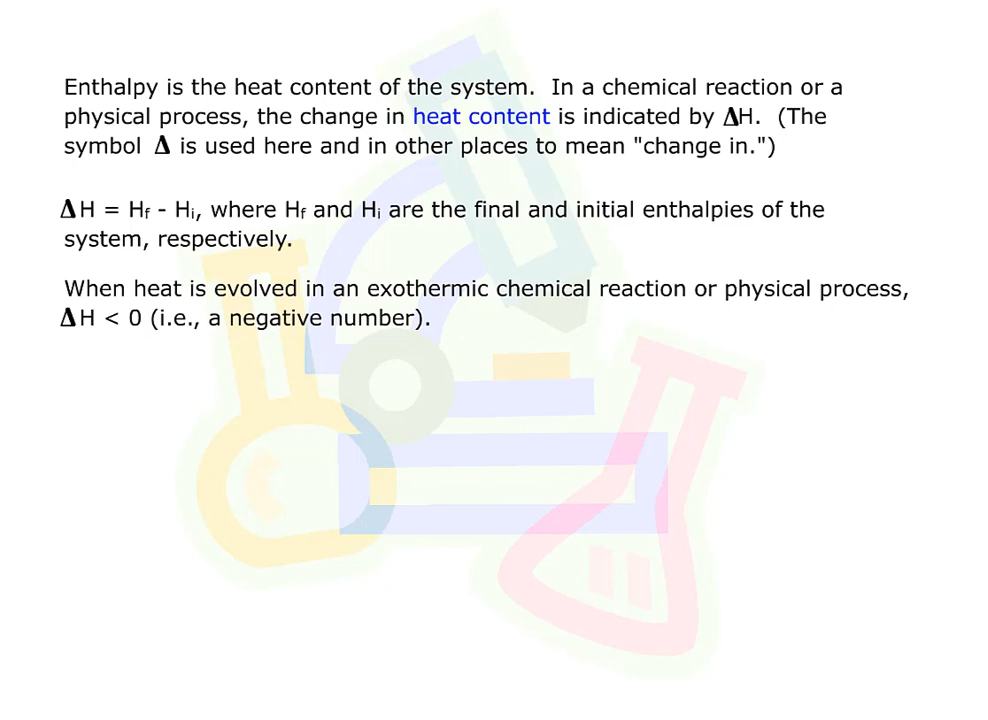 Enthalpy is the heat content of the system.  In a chemical reaction or a
physical process, the change in heat content is indicated by ΔH.  (The
symbol Δ is used here and in other places to mean "change in.")
ΔH = Hf - Hi, where Hf and Hi are the final and initial enthalpies of the
system, respectively.
When heat is evolved in an exothermic chemical reaction or physical process,
ΔH < 0 (i.e., a negative number).